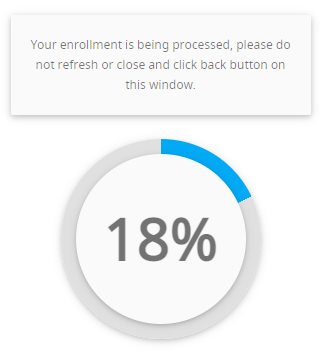 Your enrollment is being processed, please do
not refresh or close and click back button on
this window.
18%